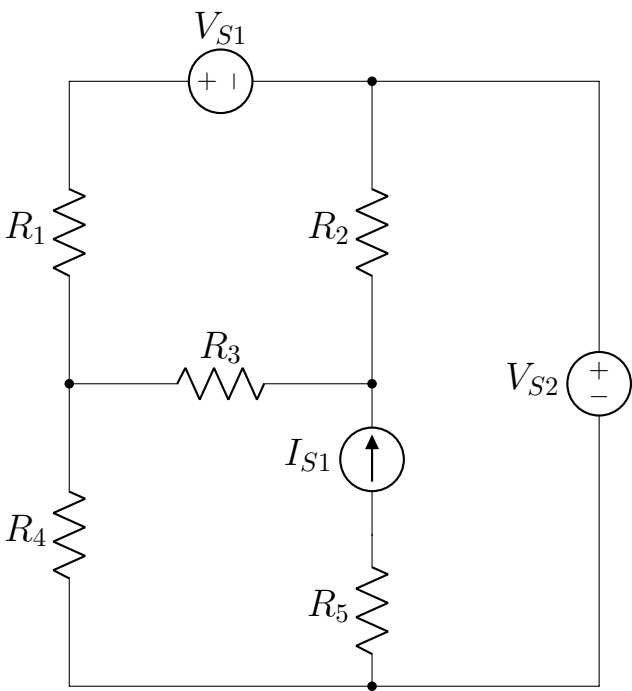 V_{S1}
+ −
R_1
R_2
R_3
V_{S2}
+
−
I_{S1}
R_4
R_5